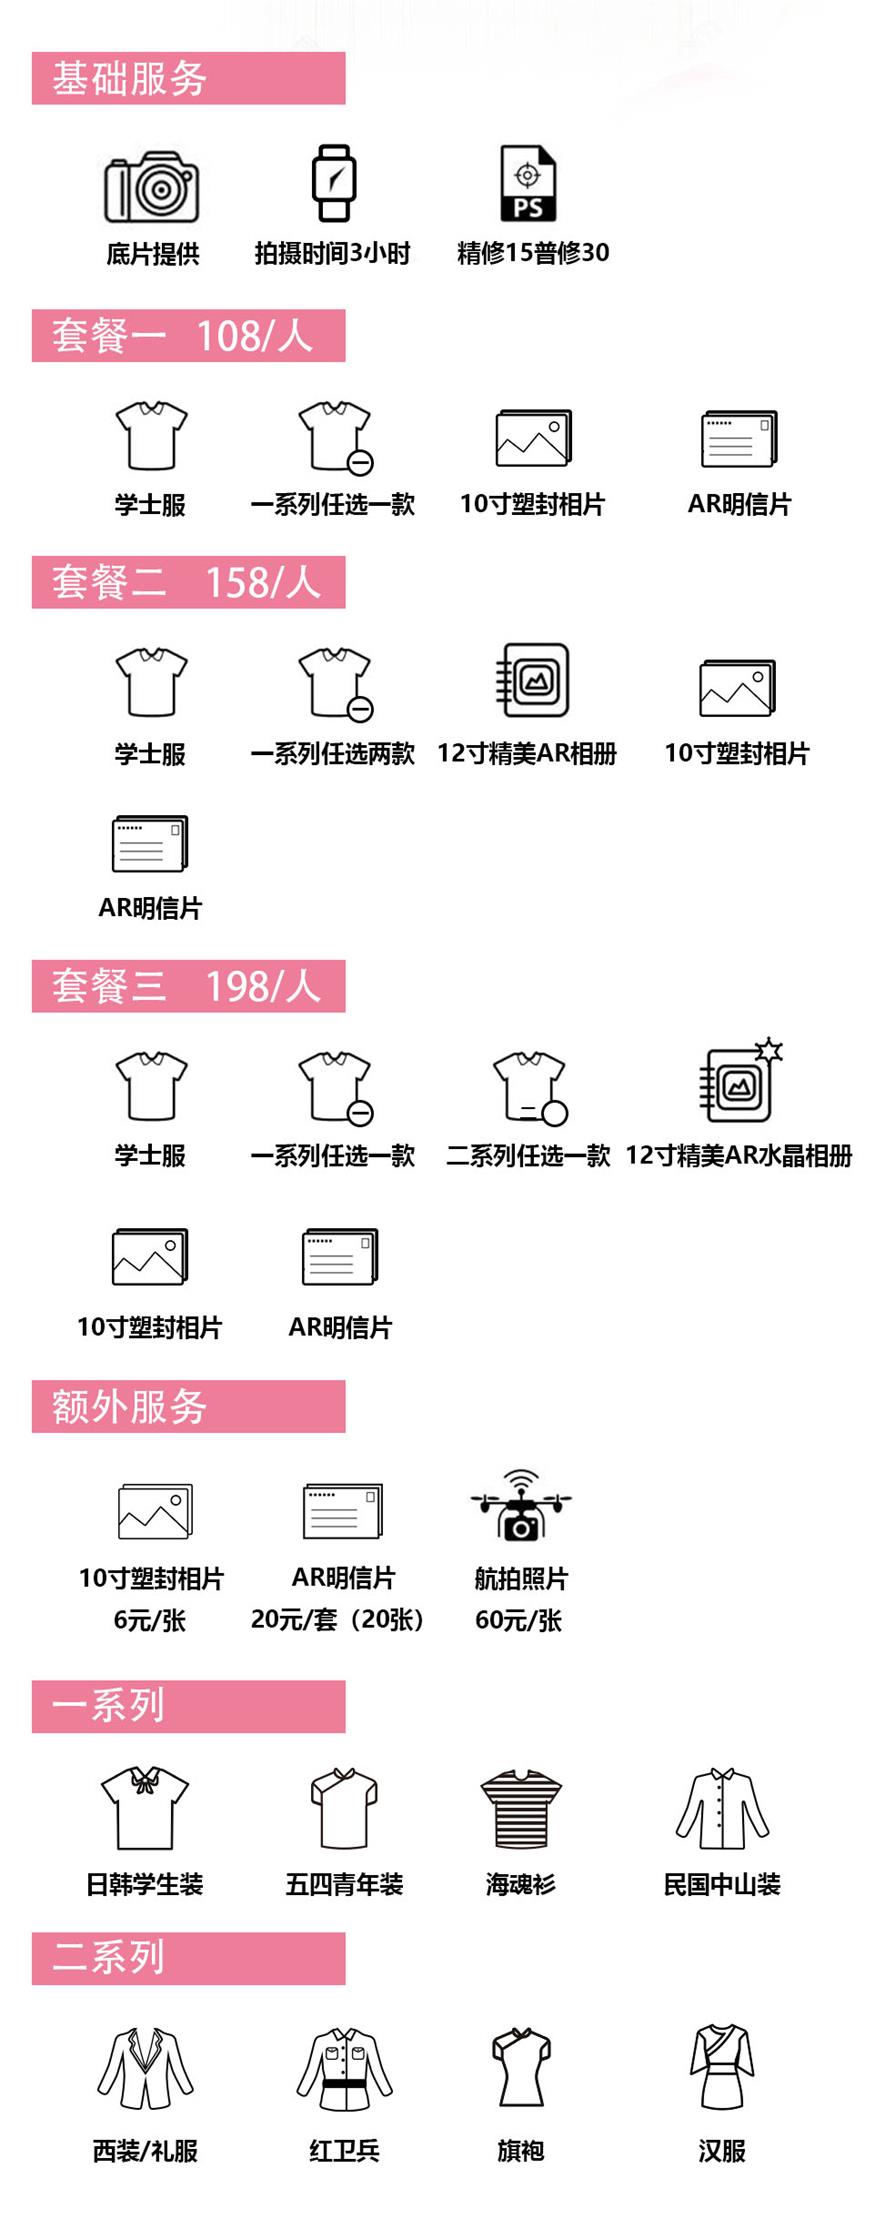 基础服务
PS
底片提供 拍摄时间3小时 精修15普修30
套餐一 108/人
学士服 一系列任选一款 10寸塑封相片 AR明信片
套餐二 158/人
学士服 一系列任选两款 12寸精美AR相册 10寸塑封相片
AR明信片
套餐三 198/人
二
学士服 一系列任选一款 二系列任选一款 12寸精美AR水晶相册
10寸塑封相片 AR明信片
额外服务
10寸塑封相片 AR明信片 航拍照片
6元/张 20元/套（20张） 60元/张
一系列
日韩学生装 五四青年装 海魂衫 民国中山装
二系列
西装/礼服 红卫兵 旗袍 汉服